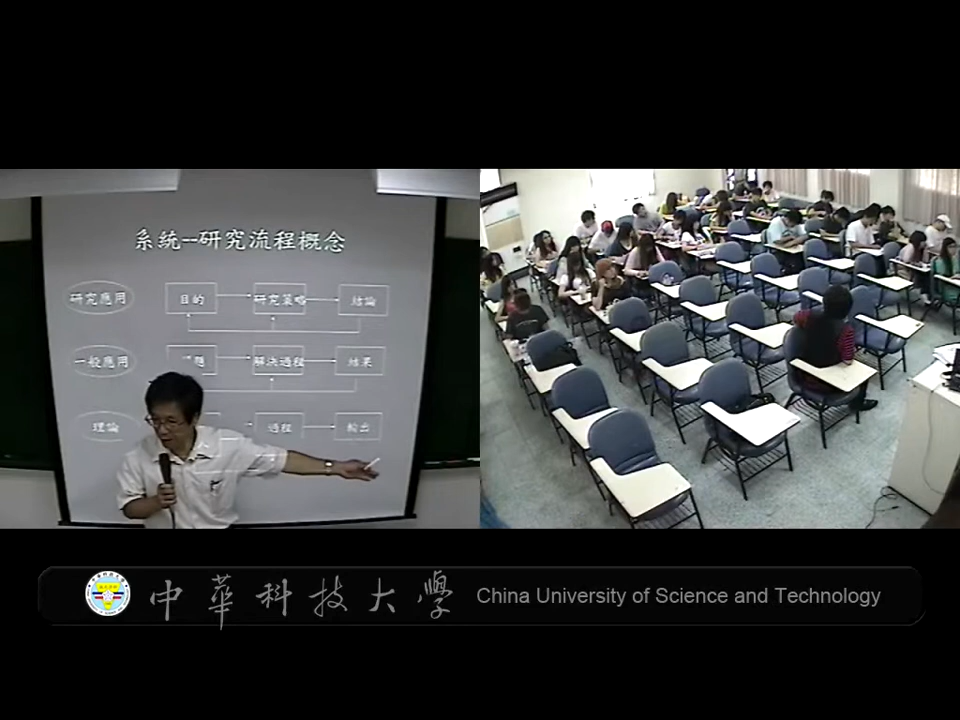 系統--研究流程概念
研究應用 目的 研究策略 結論
一般應用 題 解決過程 結果
理論 過程 輸出
中華科技大學 China University of Science and Technology